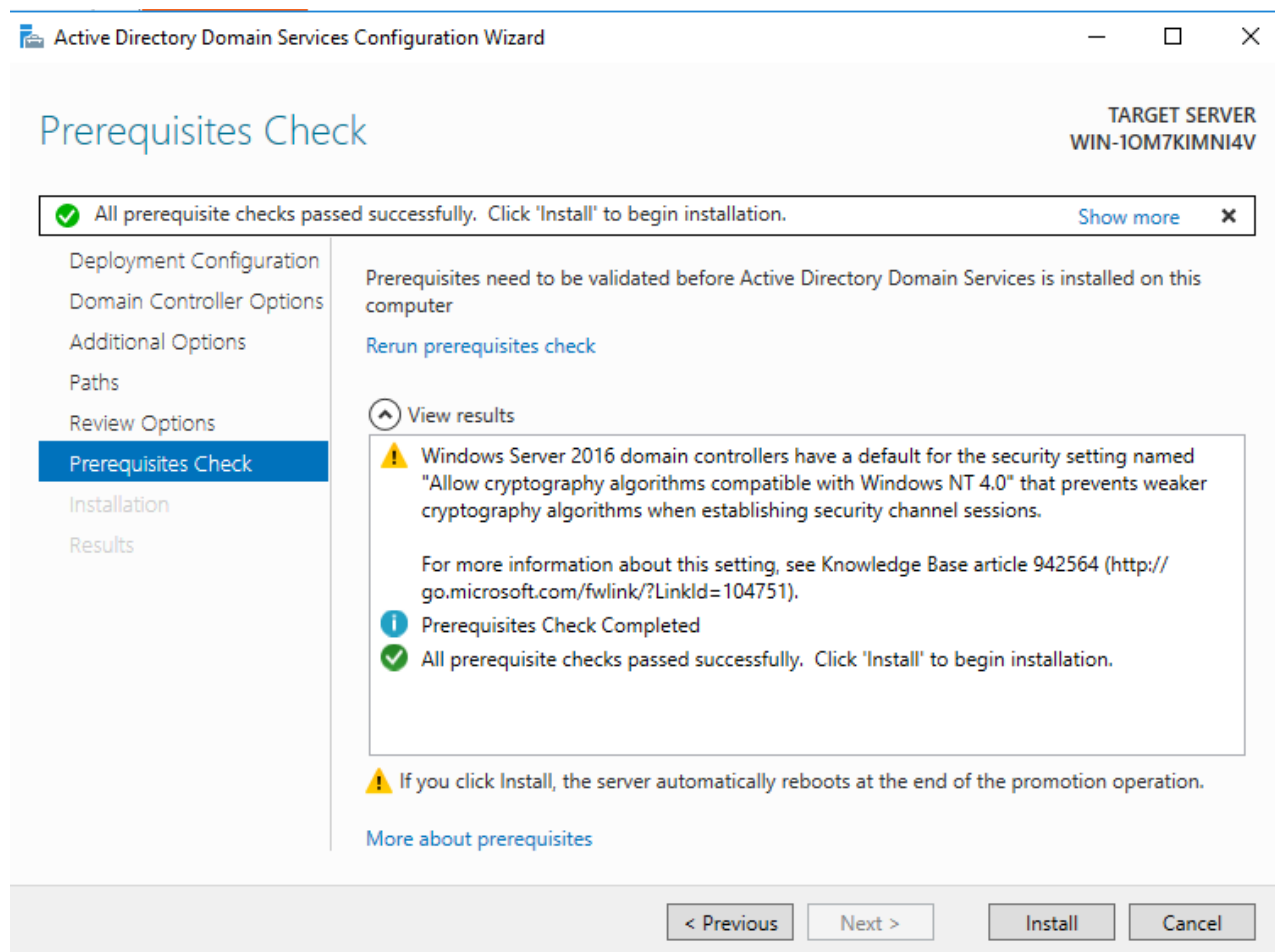 Active Directory Domain Services Configuration Wizard
Prerequisites Check
TARGET SERVER
WIN-1OM7KIMNI4V
All prerequisite checks passed successfully.  Click 'Install' to begin installation.
Show more
Deployment Configuration
Domain Controller Options
Additional Options
Paths
Review Options
Prerequisites Check
Installation
Results
Prerequisites need to be validated before Active Directory Domain Services is installed on this
computer
Rerun prerequisites check
View results
Windows Server 2016 domain controllers have a default for the security setting named
"Allow cryptography algorithms compatible with Windows NT 4.0" that prevents weaker
cryptography algorithms when establishing security channel sessions.
For more information about this setting, see Knowledge Base article 942564 (http://
go.microsoft.com/fwlink/?LinkId=104751).
Prerequisites Check Completed
All prerequisite checks passed successfully.  Click 'Install' to begin installation.
If you click Install, the server automatically reboots at the end of the promotion operation.
More about prerequisites
< Previous
Next >
Install
Cancel